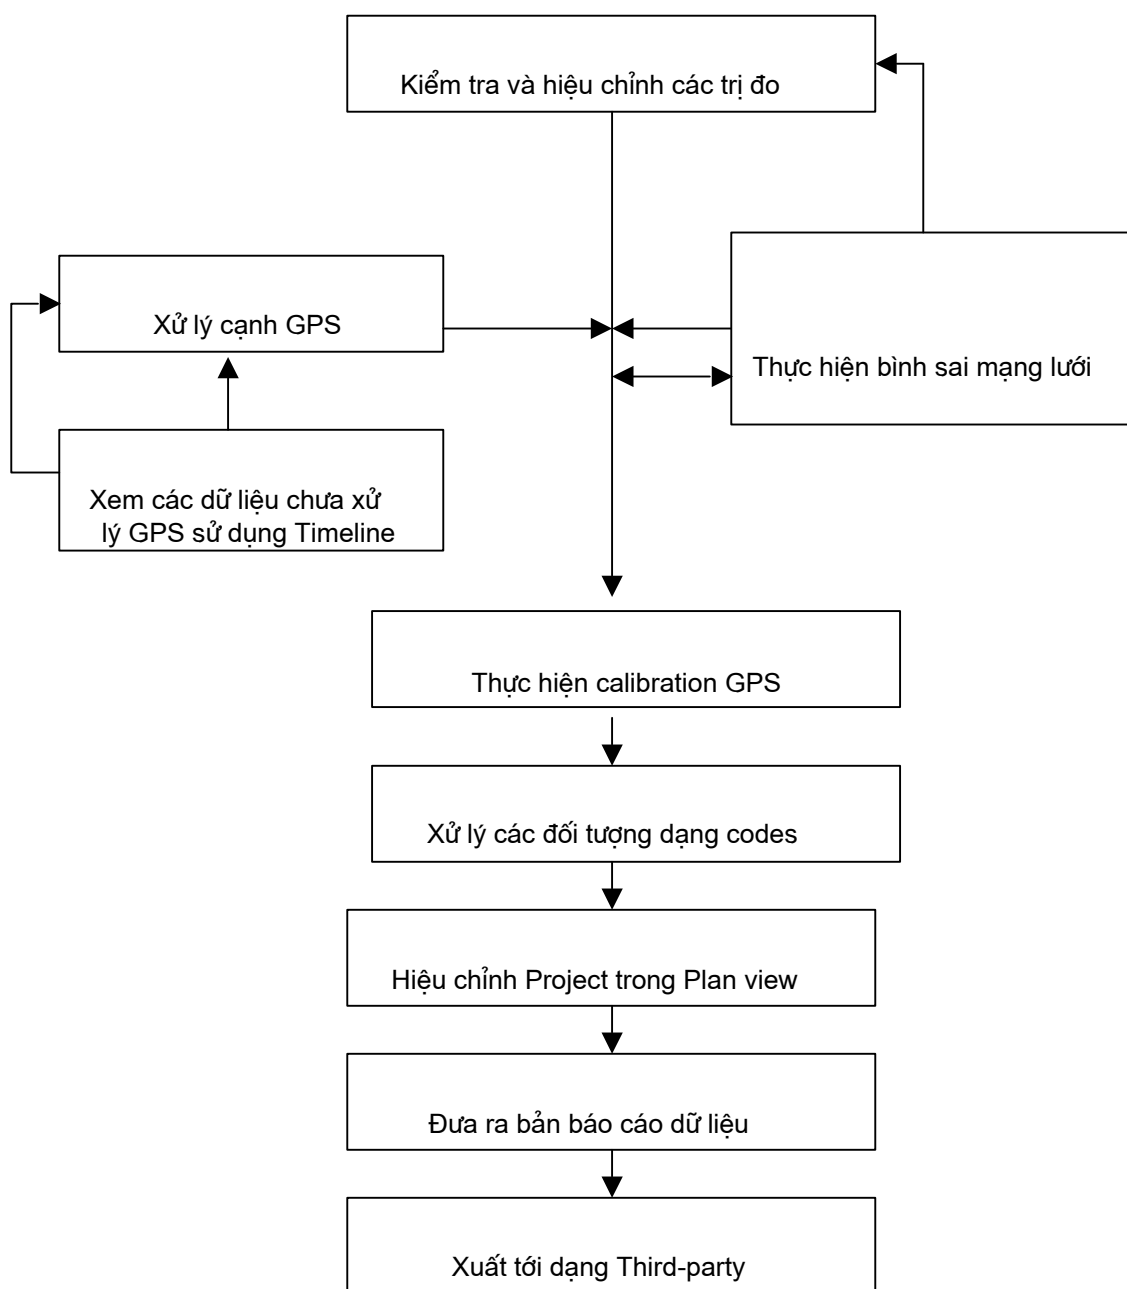 Kiểm tra và hiệu chỉnh các trị đo
Xử lý cạnh GPS
Thực hiện bình sai mạng lưới
Xem các dữ liệu chưa xử
lý GPS sử dụng Timeline
Thực hiện calibration GPS
Xử lý các đối tượng dạng codes
Hiệu chỉnh Project trong Plan view
Đưa ra bản báo cáo dữ liệu
Xuất tới dạng Third-party